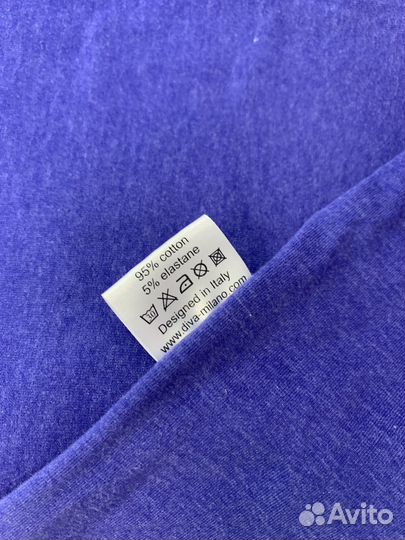 95% cotton
5% elastane
Designed in Italy
www.diva-milano.com
Avito